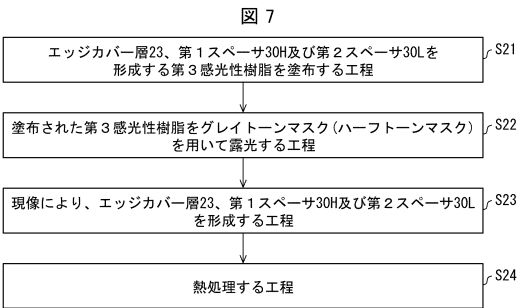 図７
エッジカバー層23、第１スペーサ30H及び第２スペーサ30Lを
形成する第３感光性樹脂を塗布する工程
S21
塗布された第３感光性樹脂をグレイトーンマスク(ハーフトーンマスク)
を用いて露光する工程
S22
現像により、エッジカバー層23、第１スペーサ30H及び第２スペーサ30L
を形成する工程
S23
熱処理する工程
S24